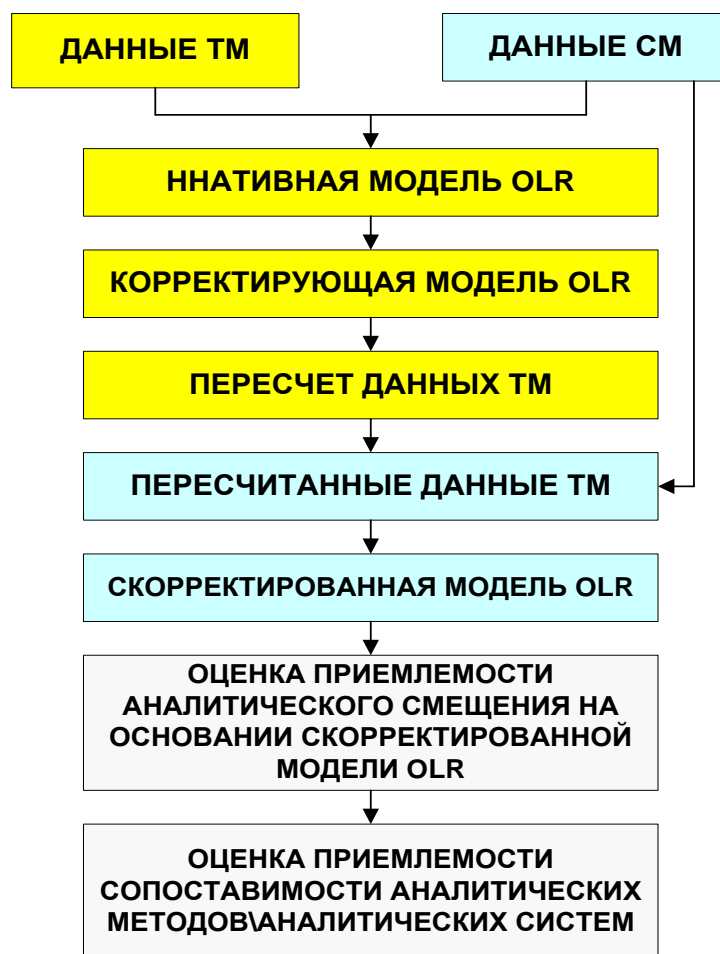 ДАННЫЕ ТМ
ДАННЫЕ СМ
ННАТИВНАЯ МОДЕЛЬ OLR
КОРРЕКТИРУЮЩАЯ МОДЕЛЬ OLR
ПЕРЕСЧЕТ ДАННЫХ ТМ
ПЕРЕСЧИТАННЫЕ ДАННЫЕ ТМ
СКОРРЕКТИРОВАННАЯ МОДЕЛЬ OLR
ОЦЕНКА ПРИЕМЛЕМОСТИ
АНАЛИТИЧЕСКОГО СМЕЩЕНИЯ НА
ОСНОВАНИИ СКОРРЕКТИРОВАННОЙ
МОДЕЛИ OLR
ОЦЕНКА ПРИЕМЛЕМОСТИ
СОПОСТАВИМОСТИ АНАЛИТИЧЕСКИХ
МЕТОДОВ\АНАЛИТИЧЕСКИХ СИСТЕМ